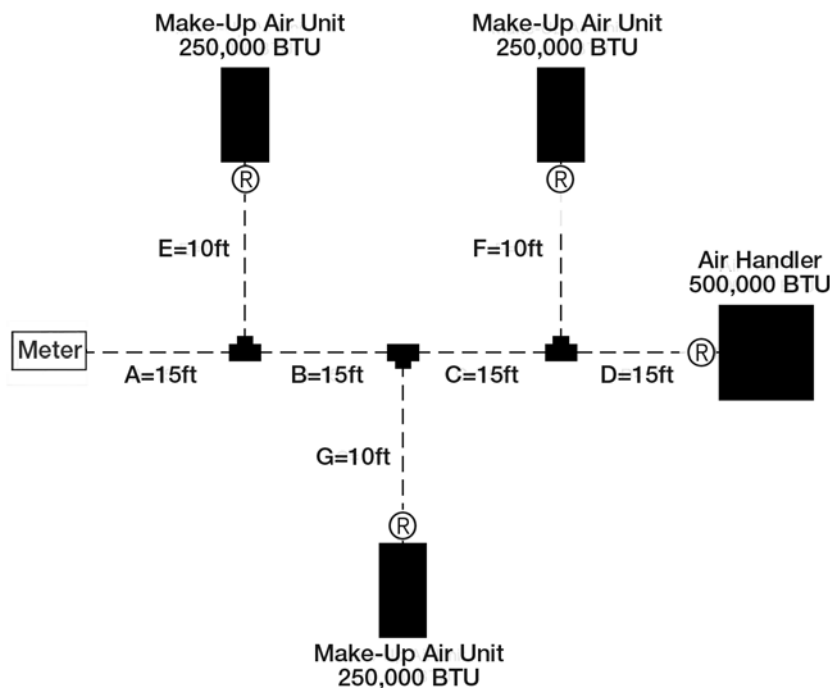 Make-Up Air Unit
250,000 BTU
Make-Up Air Unit
250,000 BTU
R
R
E=10ft
F=10ft
Air Handler
500,000 BTU
Meter
R
A=15ft
B=15ft
C=15ft
D=15ft
G=10ft
R
Make-Up Air Unit
250,000 BTU